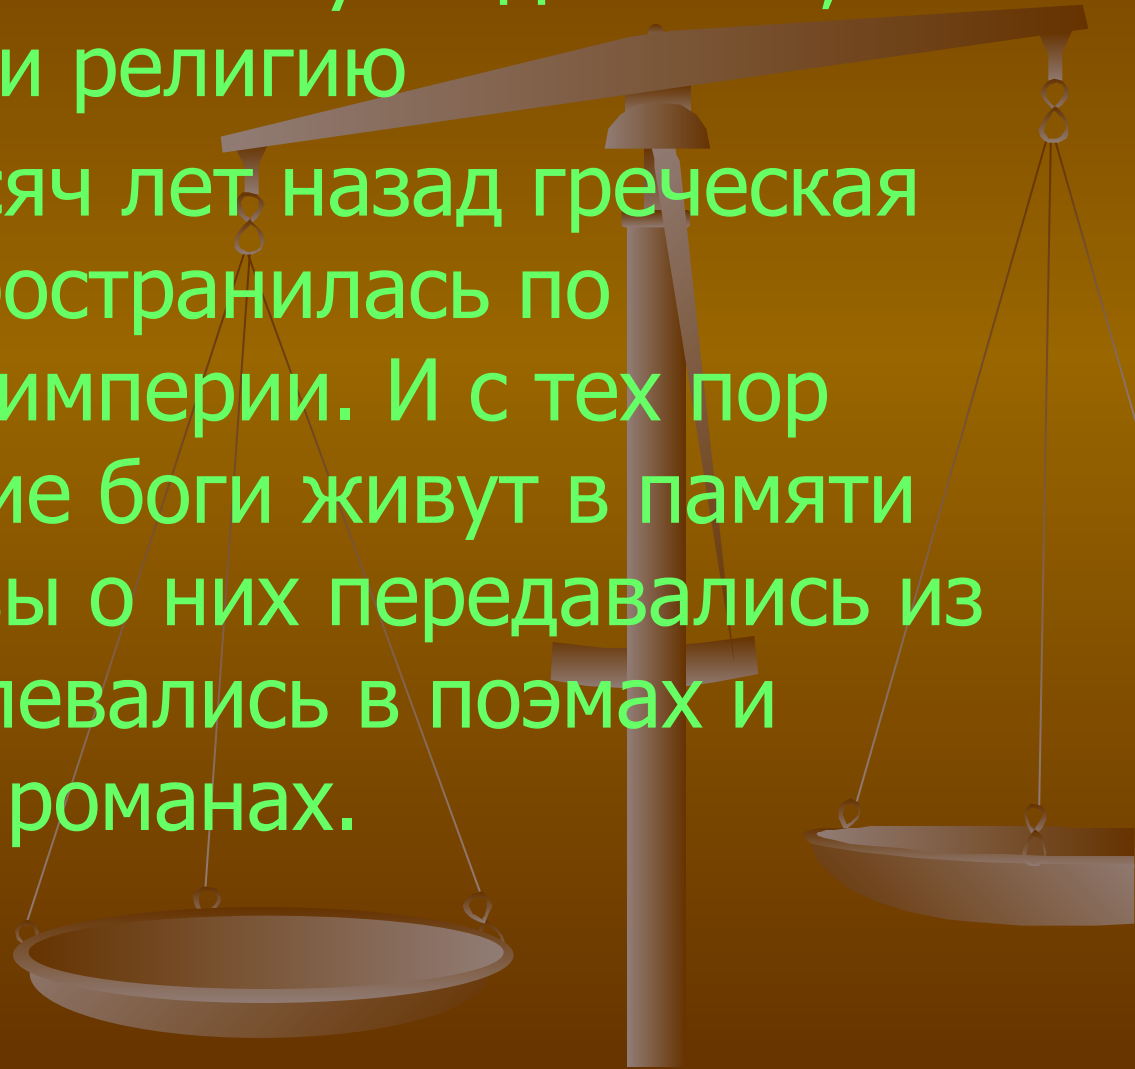 и религию
сяч лет назад греческая
остранилась по
империи. И с тех пор
ие боги живут в памяти
ы о них передавались из
певались в поэмах и
романах.